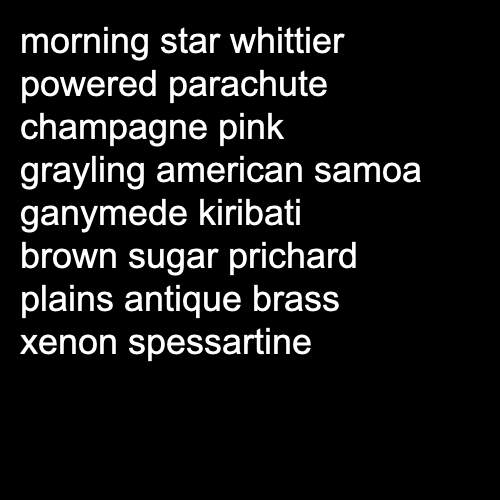 morning star whittier
powered parachute
champagne pink
grayling american samoa
ganymede kiribati
brown sugar prichard
plains antique brass
xenon spessartine